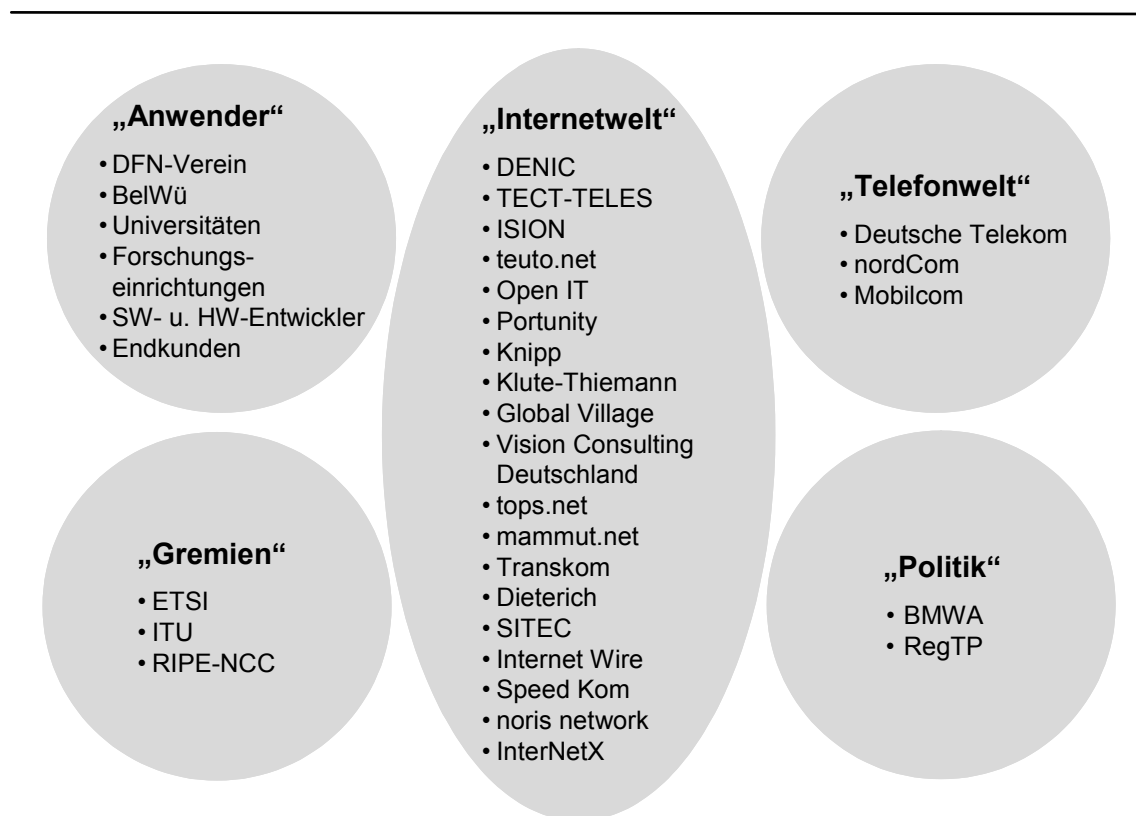 „Anwender“
• DFN-Verein
• BelWü
• Universitäten
• Forschungs-
einrichtungen
• SW- u. HW-Entwickler
• Endkunden
„Internetwelt“
• DENIC
• TECT-TELES
• ISION
• teuto.net
• Open IT
• Portunity
• Knipp
• Klute-Thiemann
• Global Village
• Vision Consulting
Deutschland
• tops.net
• mammut.net
• Transkom
• Dieterich
• SITEC
• Internet Wire
• Speed Kom
• noris network
• InterNetX
„Telefonwelt“
• Deutsche Telekom
• nordCom
• Mobilcom
„Gremien“
• ETSI
• ITU
• RIPE-NCC
„Politik“
• BMWA
• RegTP